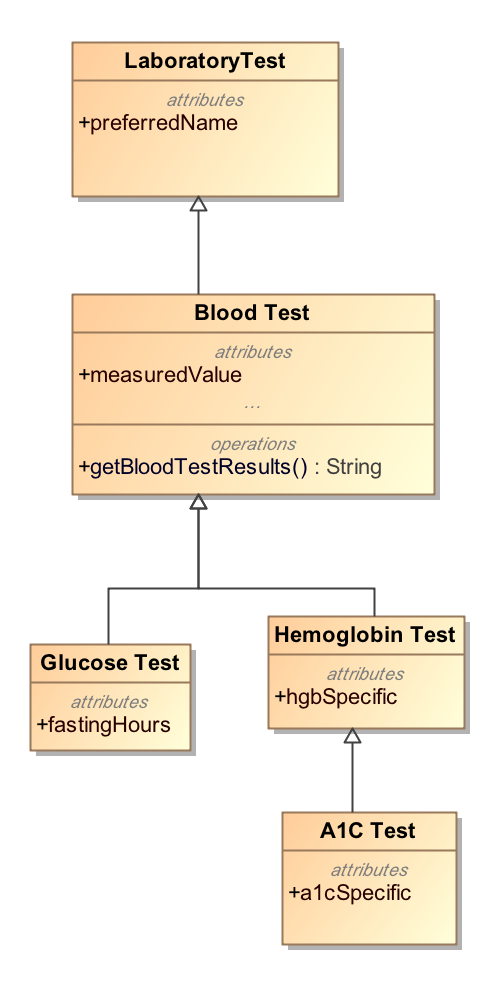 LaboratoryTest
attributes
+preferredName
Blood Test
attributes
+measuredValue
...
operations
+getBloodTestResults() : String
Glucose Test
attributes
+fastingHours
Hemoglobin Test
attributes
+hgbSpecific
A1C Test
attributes
+a1cSpecific